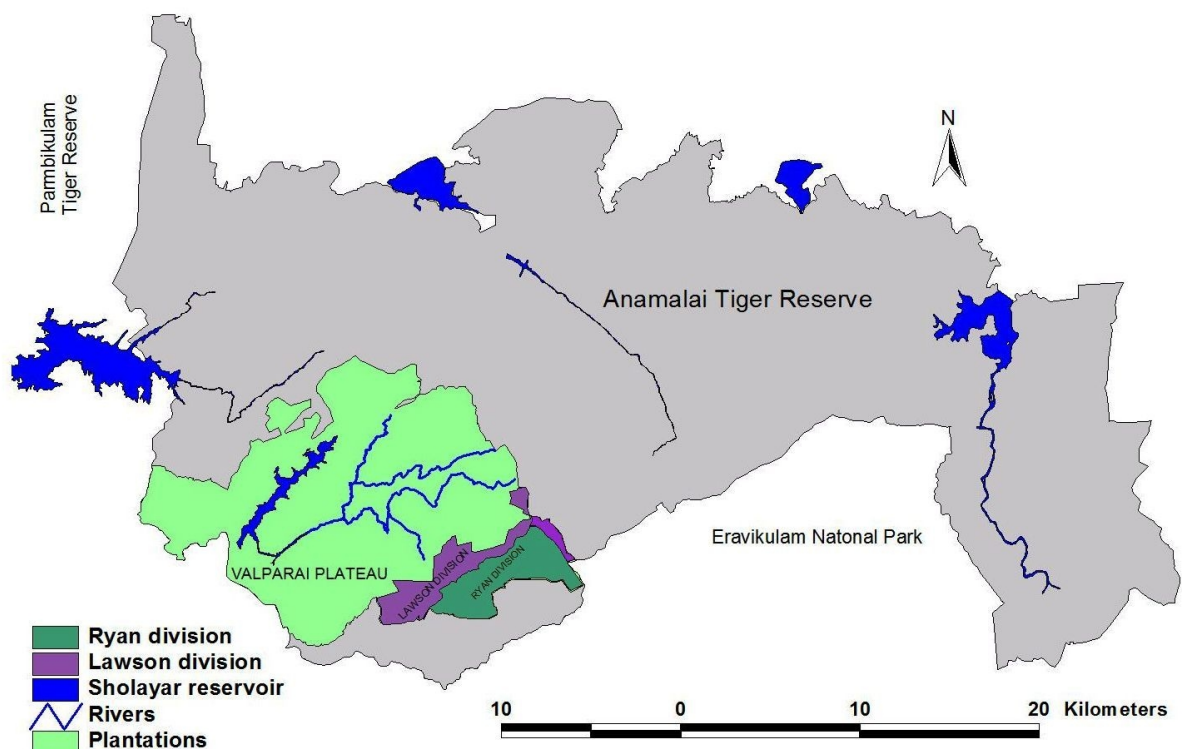 Parmbikulam
Tiger Reserve
N
Anamalai Tiger Reserve
Eravikulam Natonal Park
VALPARAI PLATEAU
LAWSON DIVISION
RYAN DIVISION
Ryan division
Lawson division
Sholayar reservoir
Rivers
Plantations
10 0 10 20 Kilometers